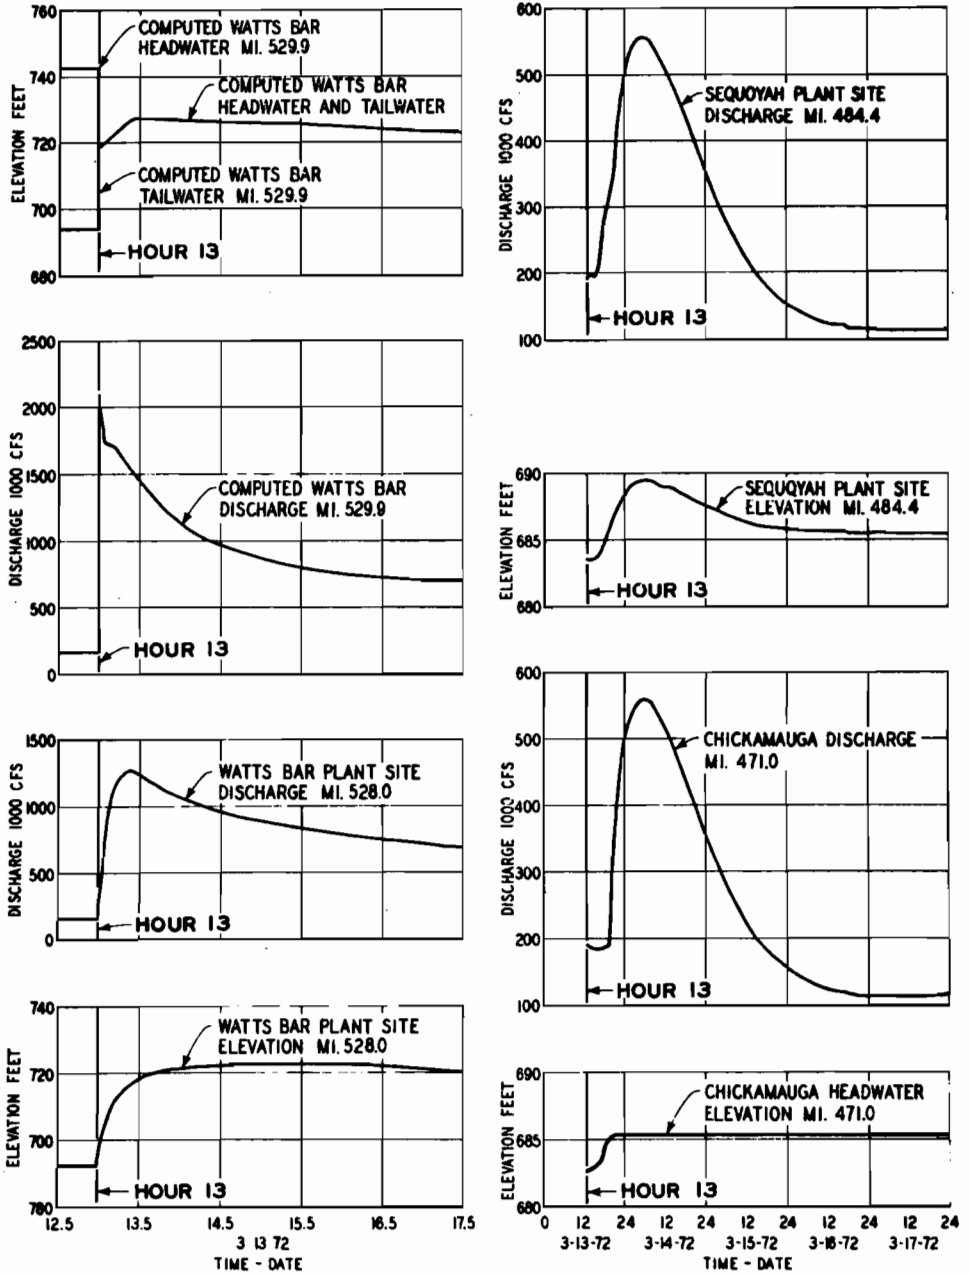 760
740
720
700
680
ELEVATION FEET
COMPUTED WATTS BAR
HEADWATER MI. 529.9
COMPUTED WATTS BAR
HEADWATER AND TAILWATER
COMPUTED WATTS BAR
TAILWATER MI. 529.9
HOUR 13
2500
2000
1500
1000
500
0
DISCHARGE 1000 CFS
COMPUTED WATTS BAR
DISCHARGE MI. 529.9
HOUR 13
1500
1000
500
0
DISCHARGE 1000 CFS
WATTS BAR PLANT SITE
DISCHARGE MI. 528.0
HOUR 13
740
720
700
780
ELEVATION FEET
WATTS BAR PLANT SITE
ELEVATION MI. 528.0
HOUR 13
12.5 13.5 14.5 15.5 16.5 17.5
3 13 72
TIME - DATE
600
500
400
300
200
100
DISCHARGE 1000 CFS
SEQUOYAH PLANT SITE
DISCHARGE MI. 484.4
HOUR 13
690
685
680
ELEVATION FEET
SEQUOYAH PLANT SITE
ELEVATION MI. 484.4
HOUR 13
600
500
400
300
200
100
DISCHARGE 1000 CFS
CHICKAMAUGA DISCHARGE
MI. 471.0
HOUR 13
690
685
680
ELEVATION FEET
CHICKAMAUGA HEADWATER
ELEVATION MI. 471.0
HOUR 13
0 12 24 12 24 12 24 12 24 12 24
3-13-72 3-14-72 3-15-72 3-16-72 3-17-72
TIME - DATE